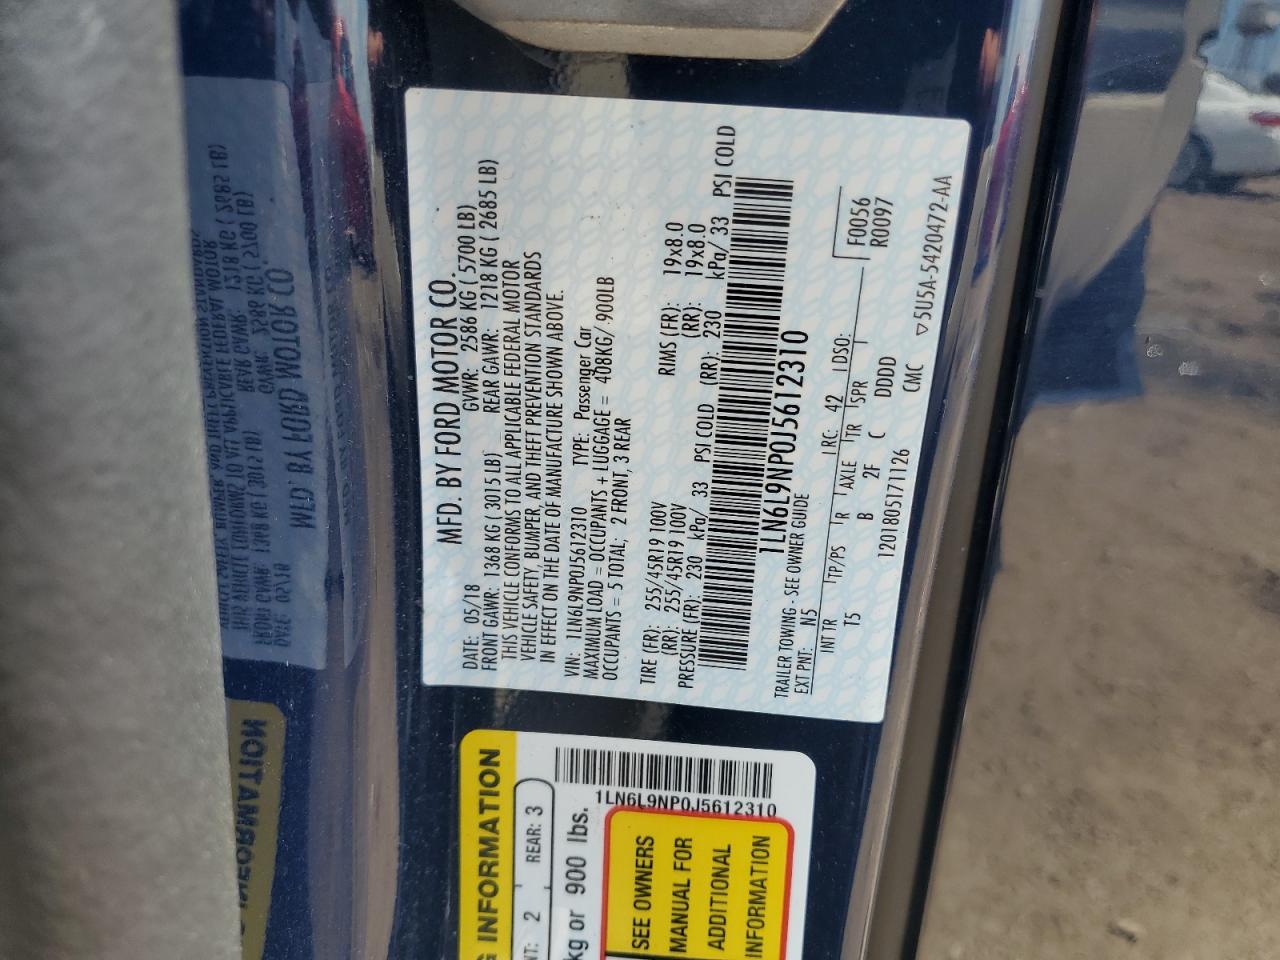 MFD. BY FORD MOTOR CO.
DATE: 05/18 GVWR: 2586 KG ( 5700 LB)
FRONT GAWR: 1368 KG ( 3015 LB) REAR GAWR: 1218 KG ( 2685 LB)
THIS VEHICLE CONFORMS TO ALL APPLICABLE FEDERAL MOTOR
VEHICLE SAFETY, BUMPER, AND THEFT PREVENTION STANDARDS
IN EFFECT ON THE DATE OF MANUFACTURE SHOWN ABOVE.
VIN: 1LN6L9NP0J5612310 TYPE: Passenger Car
MAXIMUM LOAD = OCCUPANTS + LUGGAGE = 408KG/ 900LB
OCCUPANTS = 5 TOTAL; 2 FRONT, 3 REAR
TIRE (FR): 255/45R19 100V RIMS (FR): 19x8.0
(RR): 255/45R19 100V (RR): 19x8.0
PRESSURE (FR): 230 kPa/ 33 PSI COLD (RR): 230 kPa/ 33 PSI COLD
1LN6L9NP0J5612310
TRAILER TOWING - SEE OWNER GUIDE
EXT PNT: N5 RC: 42 DSO: F0056
R0097
INT TR TP/PS R AXLE TR SPR
T5 B 2F C DDDD
1201805171126 CMC ▽5U5A-5420472-AA
INFORMATION
2 REAR: 3
kg or 900 lbs.
1LN6L9NP0J5612310
SEE OWNERS
MANUAL FOR
ADDITIONAL
INFORMATION